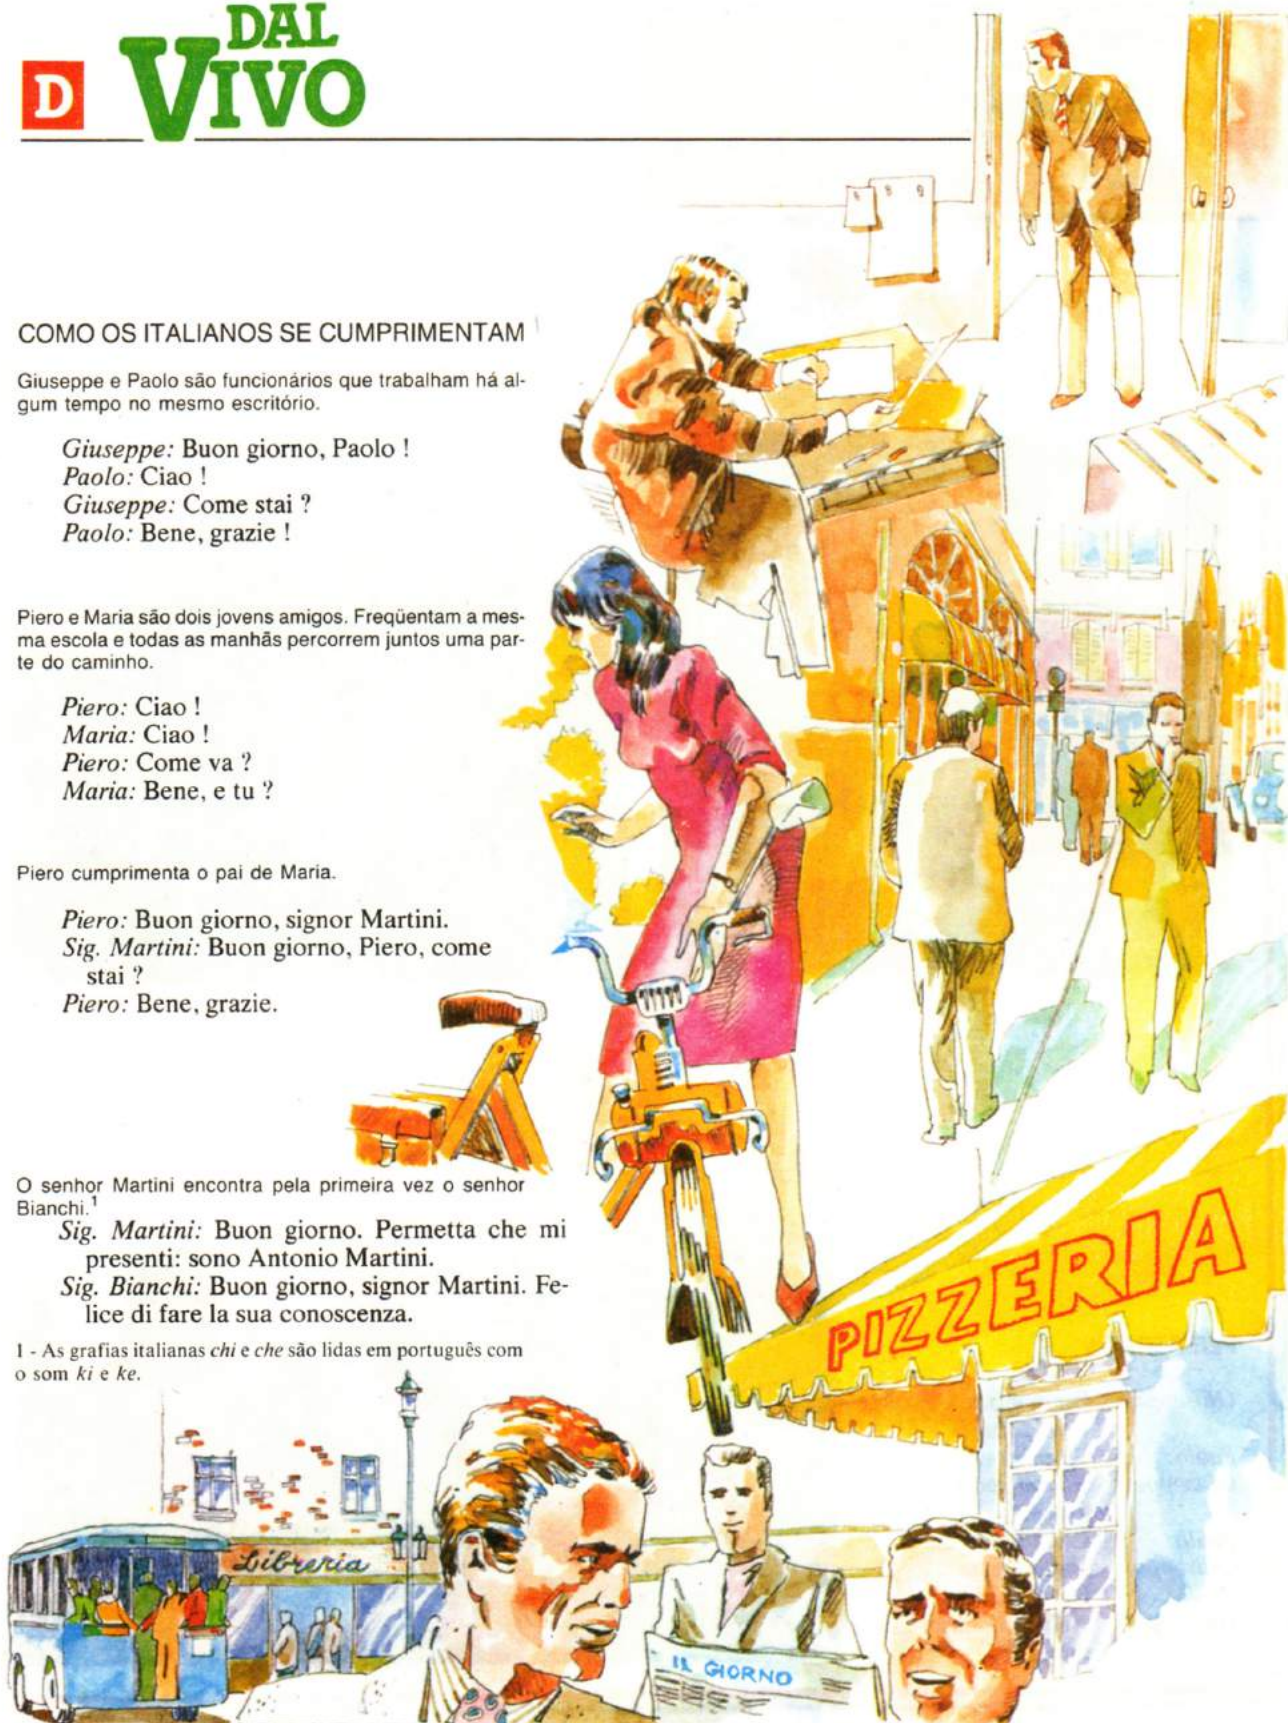 D
DAL
VIVO
COMO OS ITALIANOS SE CUMPRIMENTAM
Giuseppe e Paolo são funcionários que trabalham há al-
gum tempo no mesmo escritório.
Giuseppe: Buon giorno, Paolo !
Paolo: Ciao !
Giuseppe: Come stai ?
Paolo: Bene, grazie !
Piero e Maria são dois jovens amigos. Freqüentam a mes-
ma escola e todas as manhãs percorrem juntos uma par-
te do caminho.
Piero: Ciao !
Maria: Ciao !
Piero: Come va ?
Maria: Bene, e tu ?
Piero cumprimenta o pai de Maria.
Piero: Buon giorno, signor Martini.
Sig. Martini: Buon giorno, Piero, come
stai ?
Piero: Bene, grazie.
O senhor Martini encontra pela primeira vez o senhor
Bianchi.¹
Sig. Martini: Buon giorno. Permetta che mi
presenti: sono Antonio Martini.
Sig. Bianchi: Buon giorno, signor Martini. Fe-
lice di fare la sua conoscenza.
1 - As grafias italianas chi e che são lidas em português com
o som ki e ke.
PIZZERIA
Libreria
IL GIORNO